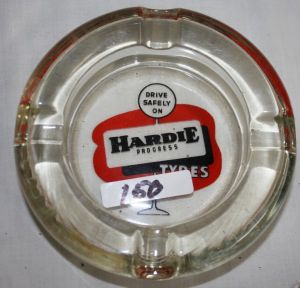 DRIVE
SAFELY
ON
HARDIE
PROGRESS
TYRES
150